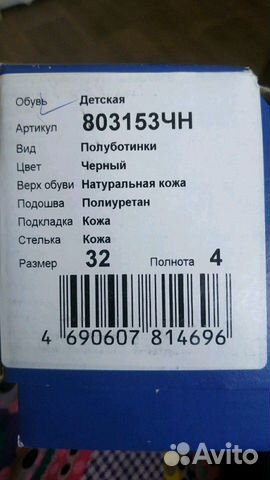 Обувь Детская
Артикул 803153ЧН
Вид Полуботинки
Цвет Черный
Верх обуви Натуральная кожа
Подошва Полиуретан
Подкладка Кожа
Стелька Кожа
Размер 32 Полнота 4
4 690607 814696
Avito